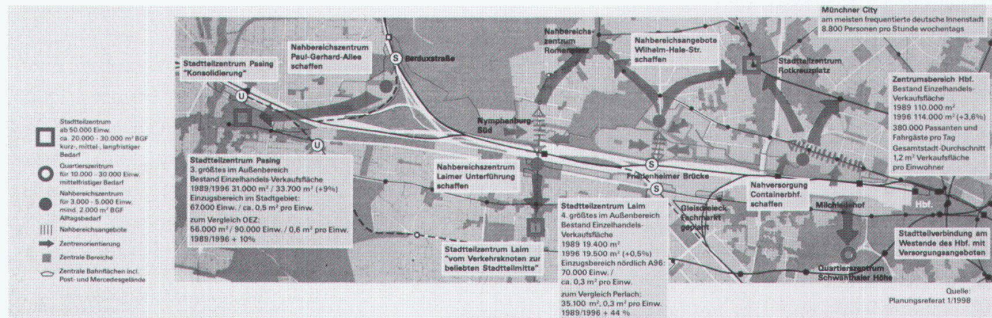 Münchner City
am meisten frequentierte deutsche Innenstadt
8.800 Personen pro Stunde wochentags
Nahbereichszentrum
Paul-Gerhard-Allee
schaffen
Berduxstraße
Nahbereichs-
zentrum
Romanplatz
schaffen
Nahbereichsangebote
Wilhelm-Hale-Str.
schaffen
Stadtteilzentrum
Rotkreuzplatz
Stadtteilzentrum Pasing
"Konsolidierung"
Zentrumsbereich Hbf.
Bestand Einzelhandels-
Verkaufsfläche
1989 110.000 m²
1996 114.000 m² (+3,6%)
380.000 Passanten und
Fahrgäste pro Tag
Gesamtstadt-Durchschnitt
1,2 m² Verkaufsfläche
pro Einwohner
Stadtteilzentrum
ab 50.000 Einw.
ca. 20.000 - 30.000 m² BGF
kurz-, mittel-, langfristiger
Bedarf
Quartierszentrum
für 10.000 - 30.000 Einw.
mittelfristiger Bedarf
Nahbereichszentrum
für 3.000 - 5.000 Einw.
mind. 2.000 m² BGF
Alltagsbedarf
Nahbereichsangebote
Zentrenorientierung
Zentrale Bereiche
Zentrale Bahnflächen incl.
Post- und Mercedesgelände
U
U
S
S
S
Nymphenburg
Süd
Stadtteilzentrum Pasing
3. größtes im Außenbereich
Bestand Einzelhandels-Verkaufsfläche
1989/1996 31.000 m² / 33.700 m² (+9%)
Einzugsbereich im Stadtgebiet:
67.000 Einw. / ca. 0,5 m² pro Einw.
zum Vergleich OEZ:
56.000 m² / 90.000 Einw. / 0,6 m² pro Einw.
1989/1996 + 10%
Nahbereichszentrum
Laimer Unterführung
schaffen
Friedenheimer Brücke
Stadtteilzentrum Laim
"vom Verkehrsknoten zur
beliebten Stadtteilmitte"
Stadtteilzentrum Laim
4. größtes im Außenbereich
Bestand Einzelhandels-
Verkaufsfläche
1989 19.400 m²
1996 19.500 m² (+0,5%)
Einzugsbereich nördlich A96:
70.000 Einw. /
ca. 0,3 m² pro Einw.
zum Vergleich Perlach:
35.100 m², 0,3 m² pro Einw.
1989/1996 + 44 %
Gleisdreieck
Fachmarkt
geplant
Nahversorgung
Containerbhf.
schaffen
Milchladehof
Hbf.
Quartierszentrum
Schwanthaler Höhe
Stadtteilverbindung am
Westende des Hbf. mit
Versorgungsangeboten
Quelle:
Planungsreferat 1/1998